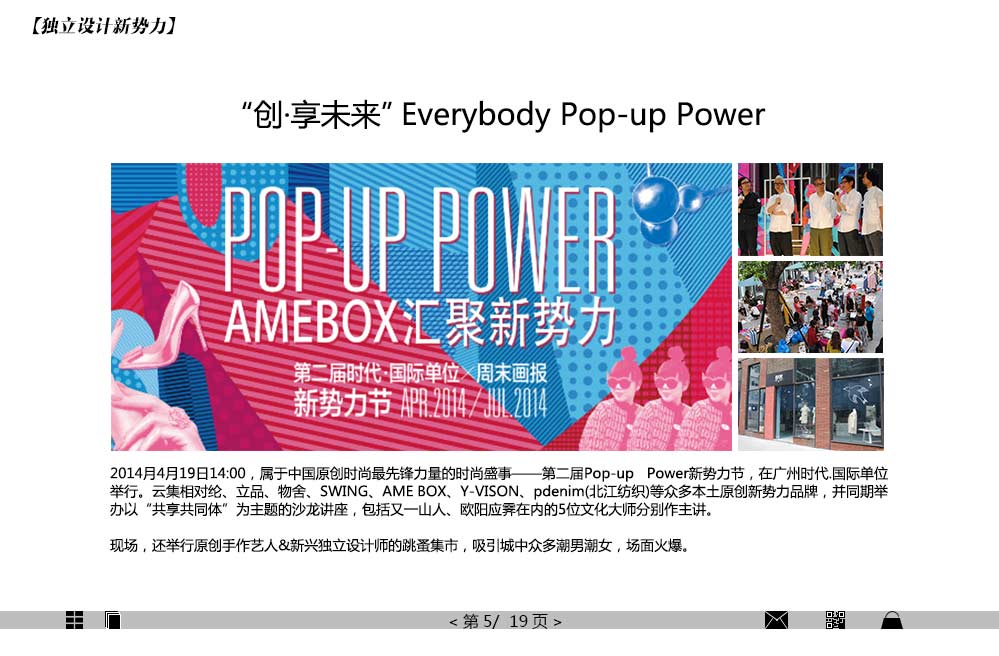 【独立设计新势力】
“创·享未来” Everybody Pop-up Power
POP-UP POWER
AMEBOX汇聚新势力
第二届时代·国际单位×周末画报
新势力节 APR.2014/JUL.2014
2014月4月19日14:00，属于中国原创时尚最先锋力量的时尚盛事——第二届Pop-up Power新势力节，在广州时代.国际单位
举行。云集相对纶、立品、物舍、SWING、AME BOX、Y-VISON、pdenim(北江纺织)等众多本土原创新势力品牌，并同期举
办以“共享共同体”为主题的沙龙讲座，包括又一山人、欧阳应霁在内的5位文化大师分别作主讲。
现场，还举行原创手作艺人&新兴独立设计师的跳蚤集市，吸引城中众多潮男潮女，场面火爆。
< 第 5/ 19 页 >